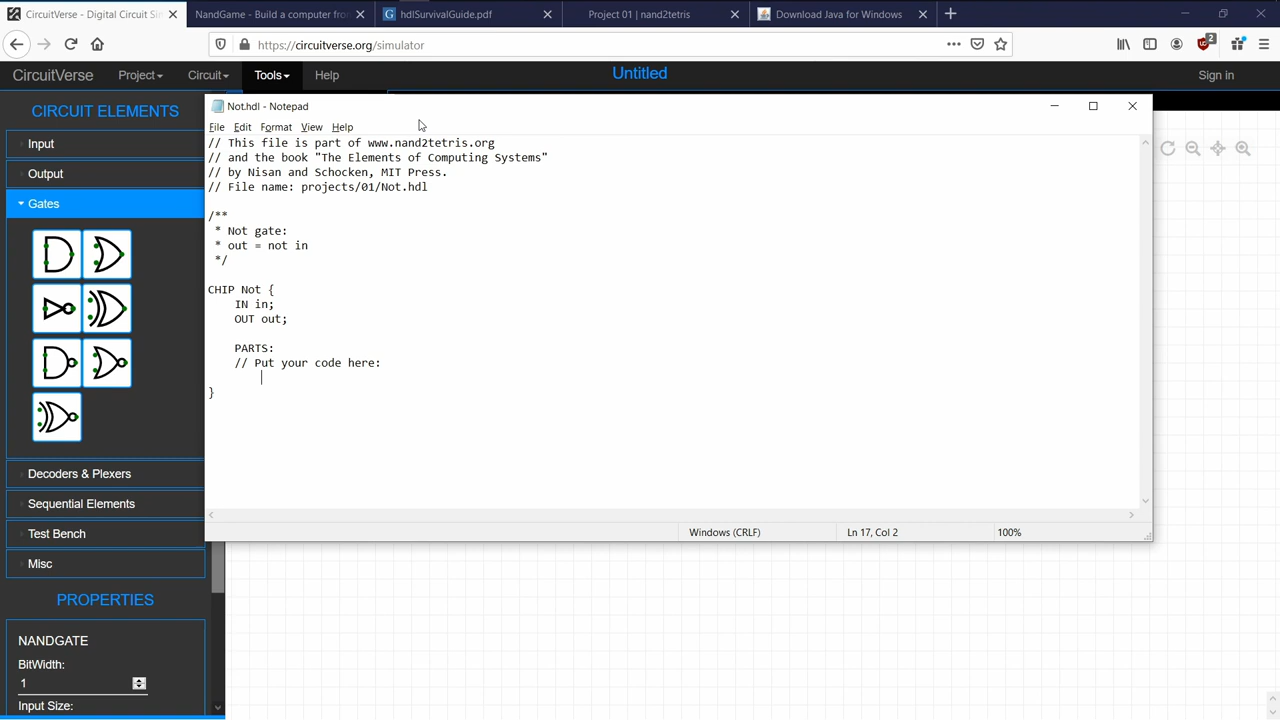 CircuitVerse - Digital Circuit Si
NandGame - Build a computer from
hdlSurvivalGuide.pdf
Project 01 | nand2tetris
Download Java for Windows
https://circuitverse.org/simulator
2
CircuitVerse
Project
Circuit
Tools
Help
Untitled
Sign in
CIRCUIT ELEMENTS
Input
Output
Gates
Decoders & Plexers
Sequential Elements
Test Bench
Misc
PROPERTIES
NANDGATE
BitWidth:
1
Input Size:
Not.hdl - Notepad
File Edit Format View Help
// This file is part of www.nand2tetris.org
// and the book "The Elements of Computing Systems"
// by Nisan and Schocken, MIT Press.
// File name: projects/01/Not.hdl
/**
* Not gate:
* out = not in
*/
CHIP Not {
IN in;
OUT out;
PARTS:
// Put your code here:
}
Windows (CRLF)
Ln 17, Col 2
100%